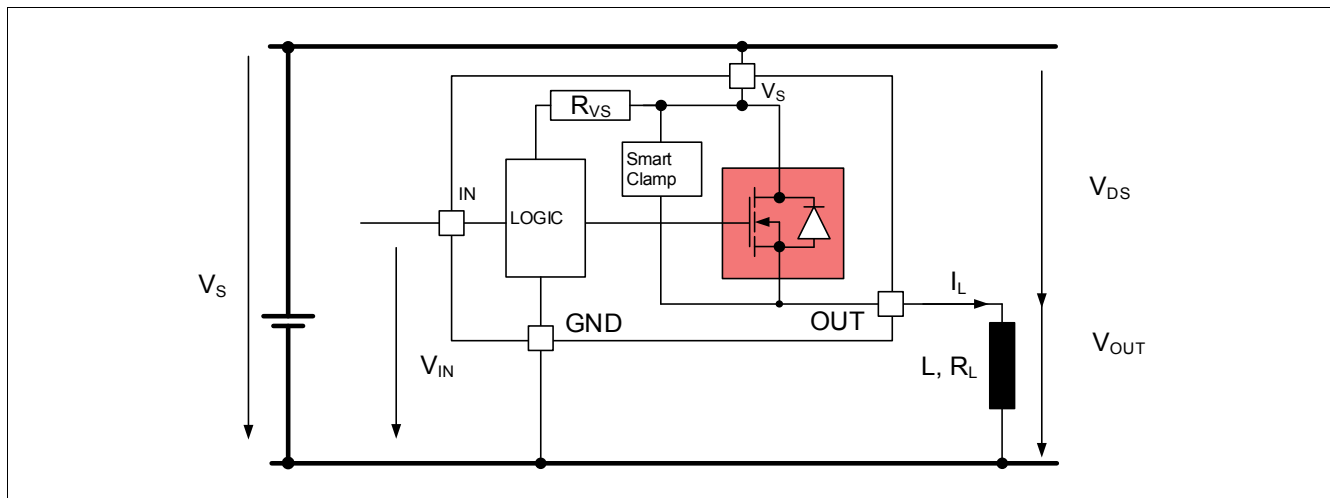 V_S
R_VS
Smart
Clamp
V_DS
IN
LOGIC
V_S
I_L
GND
OUT
V_OUT
V_IN
L, R_L